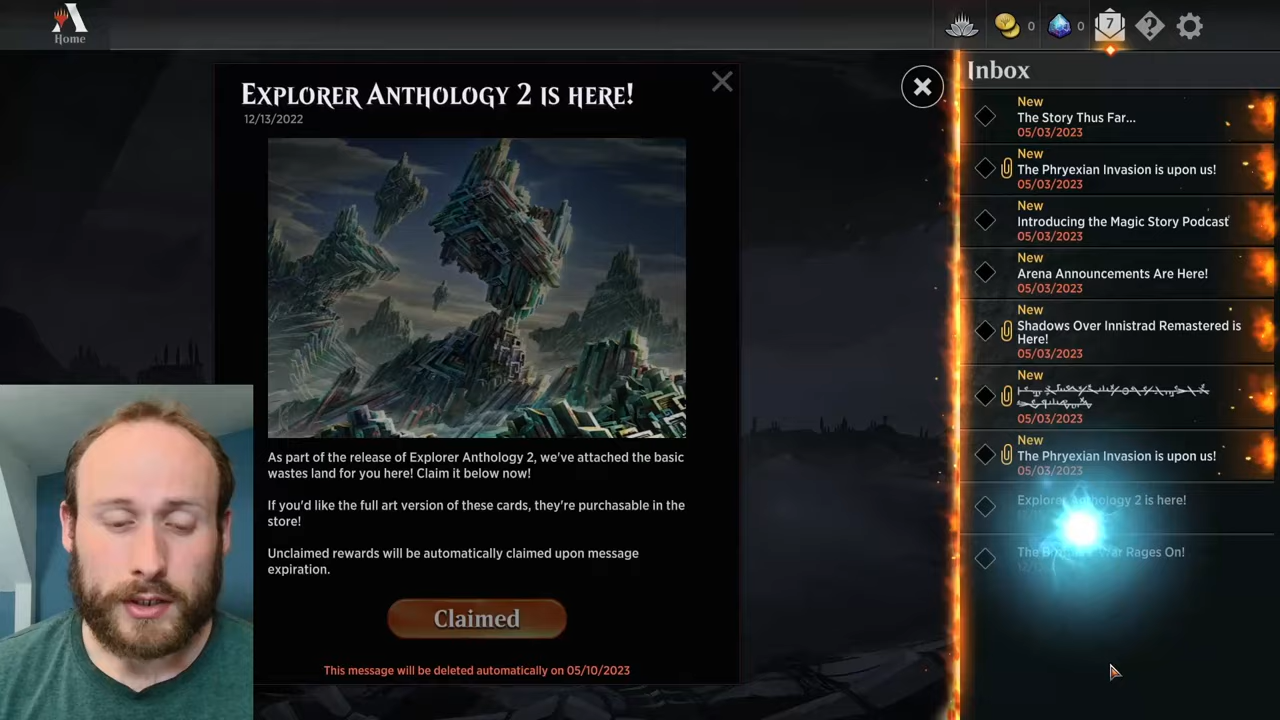 Home
0
0
7
?
Inbox
EXPLORER ANTHOLOGY 2 IS HERE!
12/13/2022
As part of the release of Explorer Anthology 2, we've attached the basic
wastes land for you here! Claim it below now!
If you'd like the full art version of these cards, they're purchasable in the
store!
Unclaimed rewards will be automatically claimed upon message
expiration.
Claimed
This message will be deleted automatically on 05/10/2023
New
The Story Thus Far...
05/03/2023
New
The Phryexian Invasion is upon us!
05/03/2023
New
Introducing the Magic Story Podcast
05/03/2023
New
Arena Announcements Are Here!
05/03/2023
New
Shadows Over Innistrad Remastered is
Here!
05/03/2023
New
05/03/2023
New
The Phryexian Invasion is upon us!
05/03/2023
Explorer Anthology 2 is here!
The War Rages On!